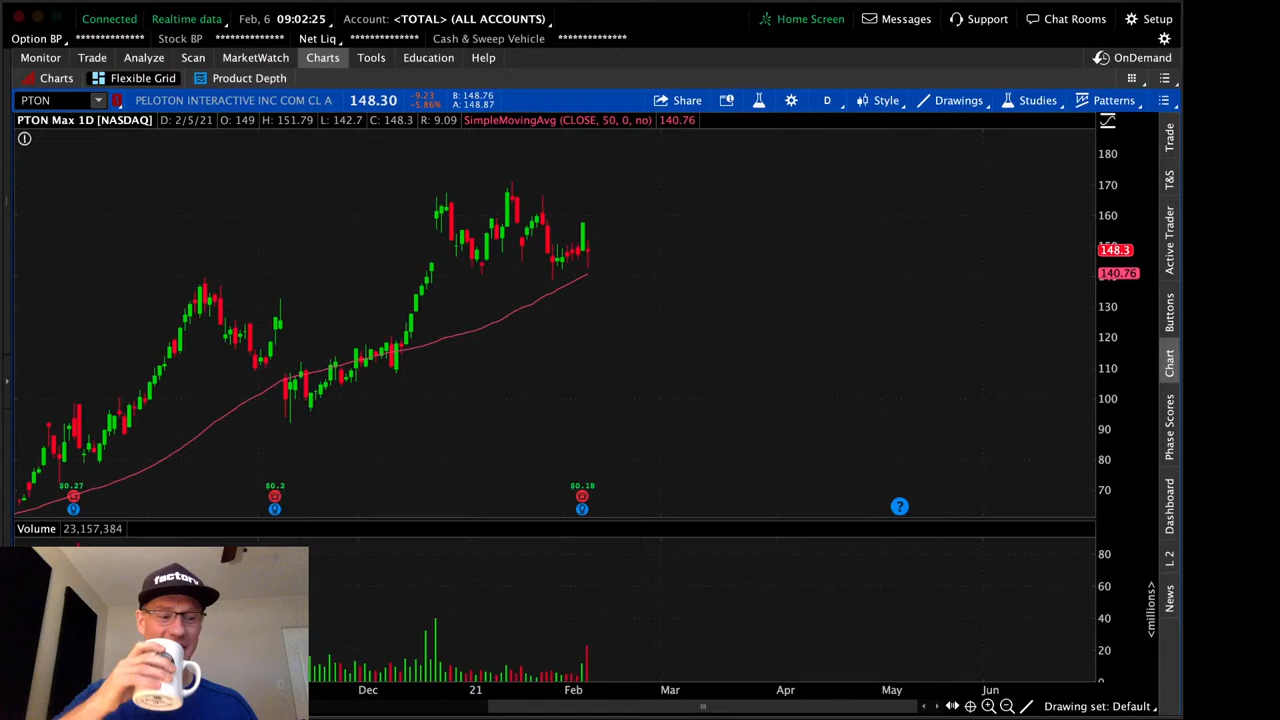 Connected Realtime data Feb, 6 09:02:25 Account: <TOTAL> (ALL ACCOUNTS) Home Screen Messages Support Chat Rooms Setup
Option BP ************** Stock BP ************** Net Liq ************** Cash & Sweep Vehicle **************
Monitor Trade Analyze Scan MarketWatch Charts Tools Education Help OnDemand
Charts Flexible Grid Product Depth
PTON PELOTON INTERACTIVE INC COM CL A 148.30 -9.23 -5.86% B: 148.76 A: 148.87 Share D Style Drawings Studies Patterns
PTON Max 1D [NASDAQ] D: 2/5/21 O: 149 H: 151.79 L: 142.7 C: 148.3 R: 9.09 SimpleMovingAvg (CLOSE, 50, 0, no) 140.76
180
170
160
148.3
140.76
130
120
110
100
90
80
70
$0.27 $0.2 $0.18
?
Volume 23,157,384
80
60
40
20
0
<millions>
Dec 21 Feb Mar Apr May Jun
Drawing set: Default
Trade
T&S
Active Trader
Buttons
Chart
Phase Scores
Dashboard
L 2
News
factory